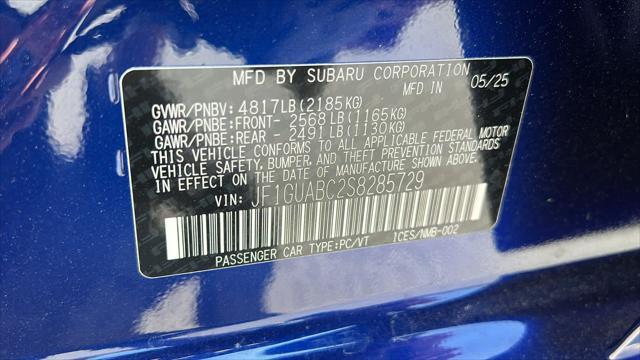 MFD BY SUBARU CORPORATION
MFD IN 05/25
GVWR/PNBV: 4817LB(2185KG)
GAWR/PNBE:FRONT- 2568LB(1165KG)
GAWR/PNBE:REAR - 2491LB(1130KG)
THIS VEHICLE CONFORMS TO ALL APPLICABLE FEDERAL MOTOR
VEHICLE SAFETY, BUMPER, AND THEFT PREVENTION STANDARDS
IN EFFECT ON THE DATE OF MANUFACTURE SHOWN ABOVE.
VIN: JF1GUABC2S8285729
PASSENGER CAR TYPE:PC/VT ICES/NMB-002